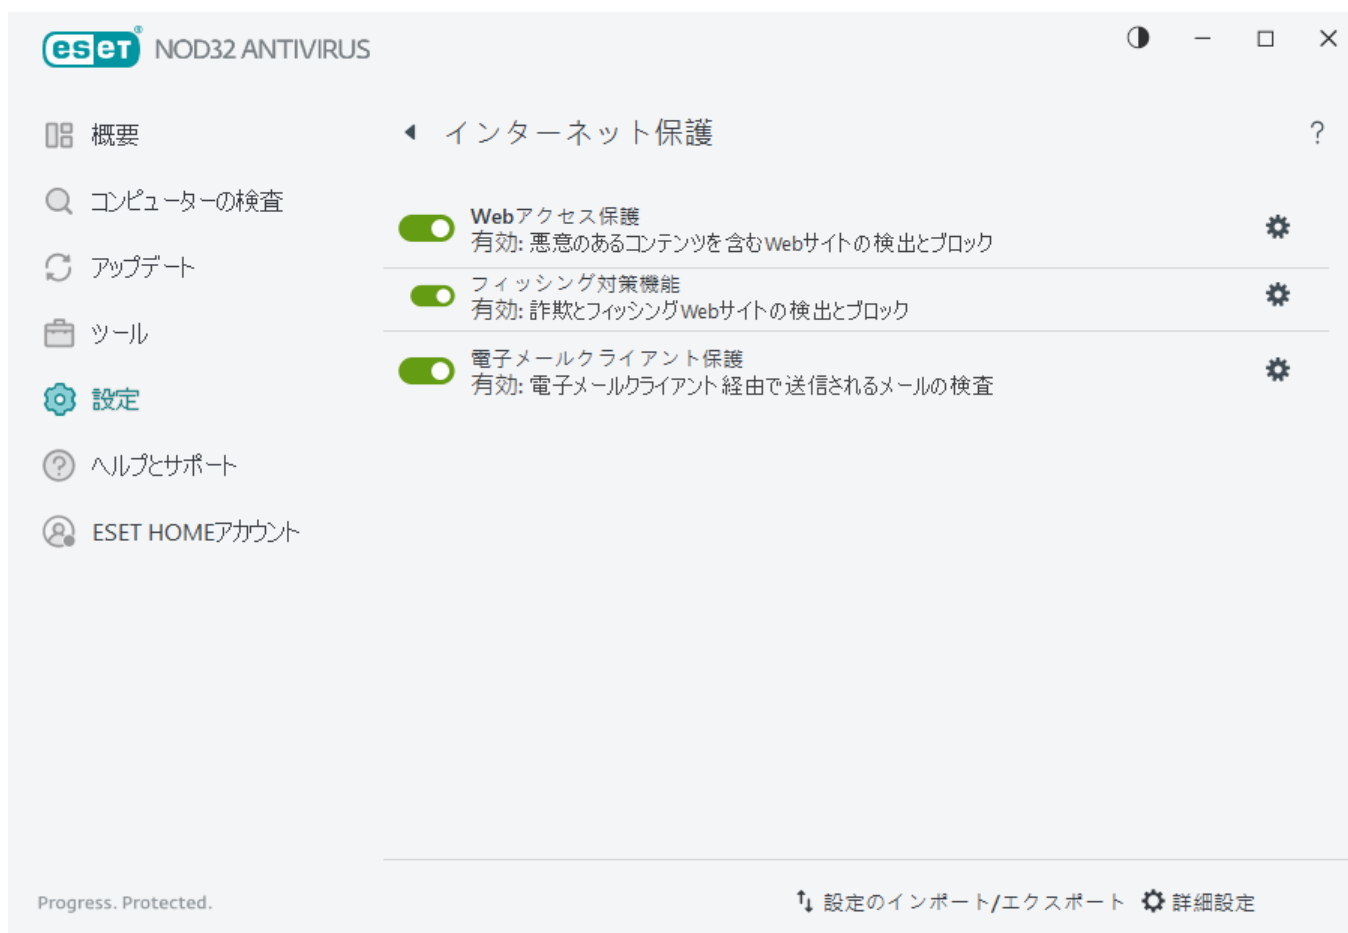 eset® NOD32 ANTIVIRUS
概要
コンピューターの検査
アップデート
ツール
設定
ヘルプとサポート
ESET HOMEアカウント
インターネット保護
?
Webアクセス保護
有効: 悪意のあるコンテンツを含むWebサイトの検出とブロック
フィッシング対策機能
有効: 詐欺とフィッシングWebサイトの検出とブロック
電子メールクライアント保護
有効: 電子メールクライアント経由で送信されるメールの検査
Progress. Protected.
設定のインポート/エクスポート 詳細設定